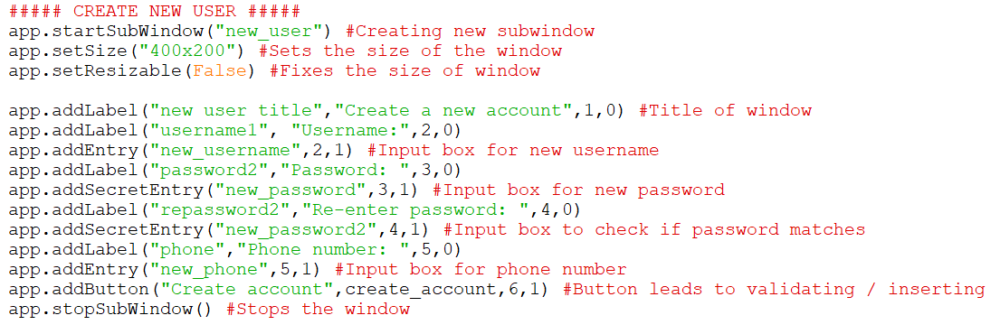 ##### CREATE NEW USER #####
app.startSubWindow("new_user") #Creating new subwindow
app.setSize("400x200") #Sets the size of the window
app.setResizable(False) #Fixes the size of window
app.addLabel("new user title","Create a new account",1,0) #Title of window
app.addLabel("username1", "Username:",2,0)
app.addEntry("new_username",2,1) #Input box for new username
app.addLabel("password2","Password: ",3,0)
app.addSecretEntry("new_password",3,1) #Input box for new password
app.addLabel("repassword2","Re-enter password: ",4,0)
app.addSecretEntry("new_password2",4,1) #Input box to check if password matches
app.addLabel("phone","Phone number: ",5,0)
app.addEntry("new_phone",5,1) #Input box for phone number
app.addButton("Create account",create_account,6,1) #Button leads to validating / inserting
app.stopSubWindow() #Stops the window